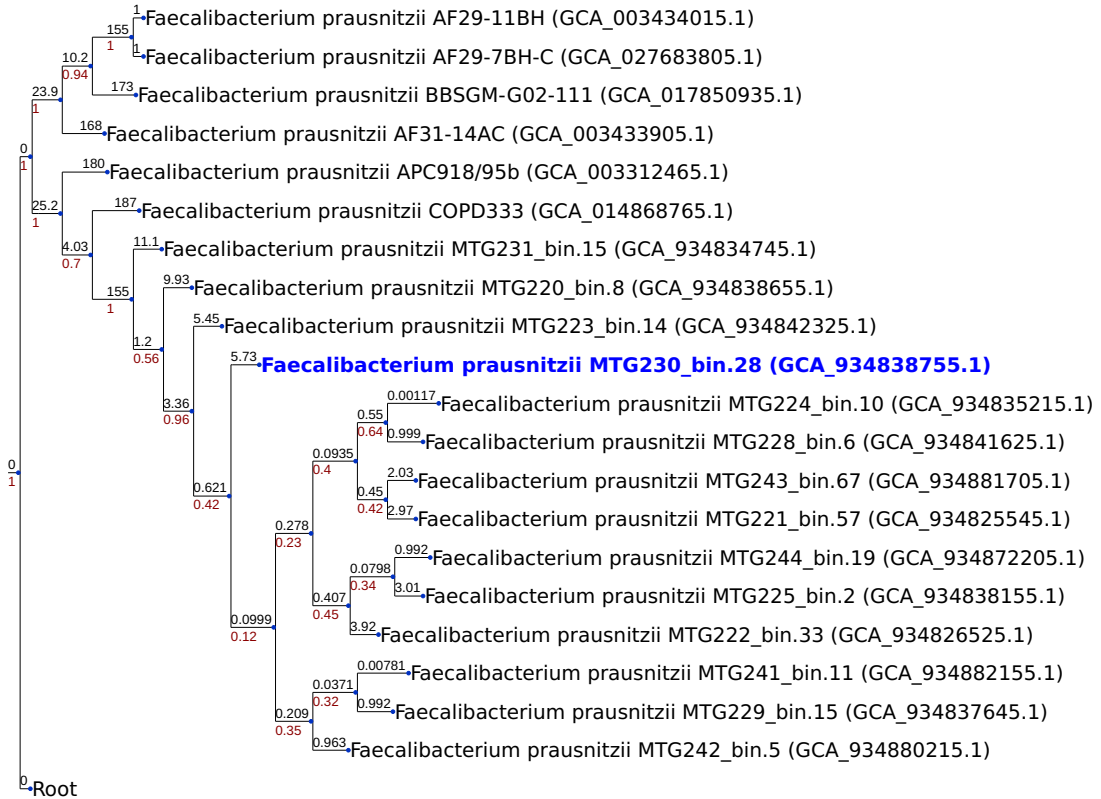 1 Faecalibacterium prausnitzii AF29-11BH (GCA_003434015.1)
155
1
1 Faecalibacterium prausnitzii AF29-7BH-C (GCA_027683805.1)
10.2
0.94
173 Faecalibacterium prausnitzii BBSGM-G02-111 (GCA_017850935.1)
23.9
1
168 Faecalibacterium prausnitzii AF31-14AC (GCA_003433905.1)
0
1
180 Faecalibacterium prausnitzii APC918/95b (GCA_003312465.1)
25.2
1
187 Faecalibacterium prausnitzii COPD333 (GCA_014868765.1)
4.03
0.7
11.1 Faecalibacterium prausnitzii MTG231_bin.15 (GCA_934834745.1)
155
1
9.93 Faecalibacterium prausnitzii MTG220_bin.8 (GCA_934838655.1)
1.2
0.56
5.45 Faecalibacterium prausnitzii MTG223_bin.14 (GCA_934842325.1)
3.36
0.96
5.73 Faecalibacterium prausnitzii MTG230_bin.28 (GCA_934838755.1)
0.00117 Faecalibacterium prausnitzii MTG224_bin.10 (GCA_934835215.1)
0.55
0.64
0.999 Faecalibacterium prausnitzii MTG228_bin.6 (GCA_934841625.1)
0.0935
0.4
2.03 Faecalibacterium prausnitzii MTG243_bin.67 (GCA_934881705.1)
0.45
0.42
2.97 Faecalibacterium prausnitzii MTG221_bin.57 (GCA_934825545.1)
0
1
0.621
0.42
0.278
0.23
0.992 Faecalibacterium prausnitzii MTG244_bin.19 (GCA_934872205.1)
0.0798
0.34
3.01 Faecalibacterium prausnitzii MTG225_bin.2 (GCA_934838155.1)
0.407
0.45
3.92 Faecalibacterium prausnitzii MTG222_bin.33 (GCA_934826525.1)
0.0999
0.12
0.00781 Faecalibacterium prausnitzii MTG241_bin.11 (GCA_934882155.1)
0.0371
0.32
0.992 Faecalibacterium prausnitzii MTG229_bin.15 (GCA_934837645.1)
0.209
0.35
0.963 Faecalibacterium prausnitzii MTG242_bin.5 (GCA_934880215.1)
0 Root